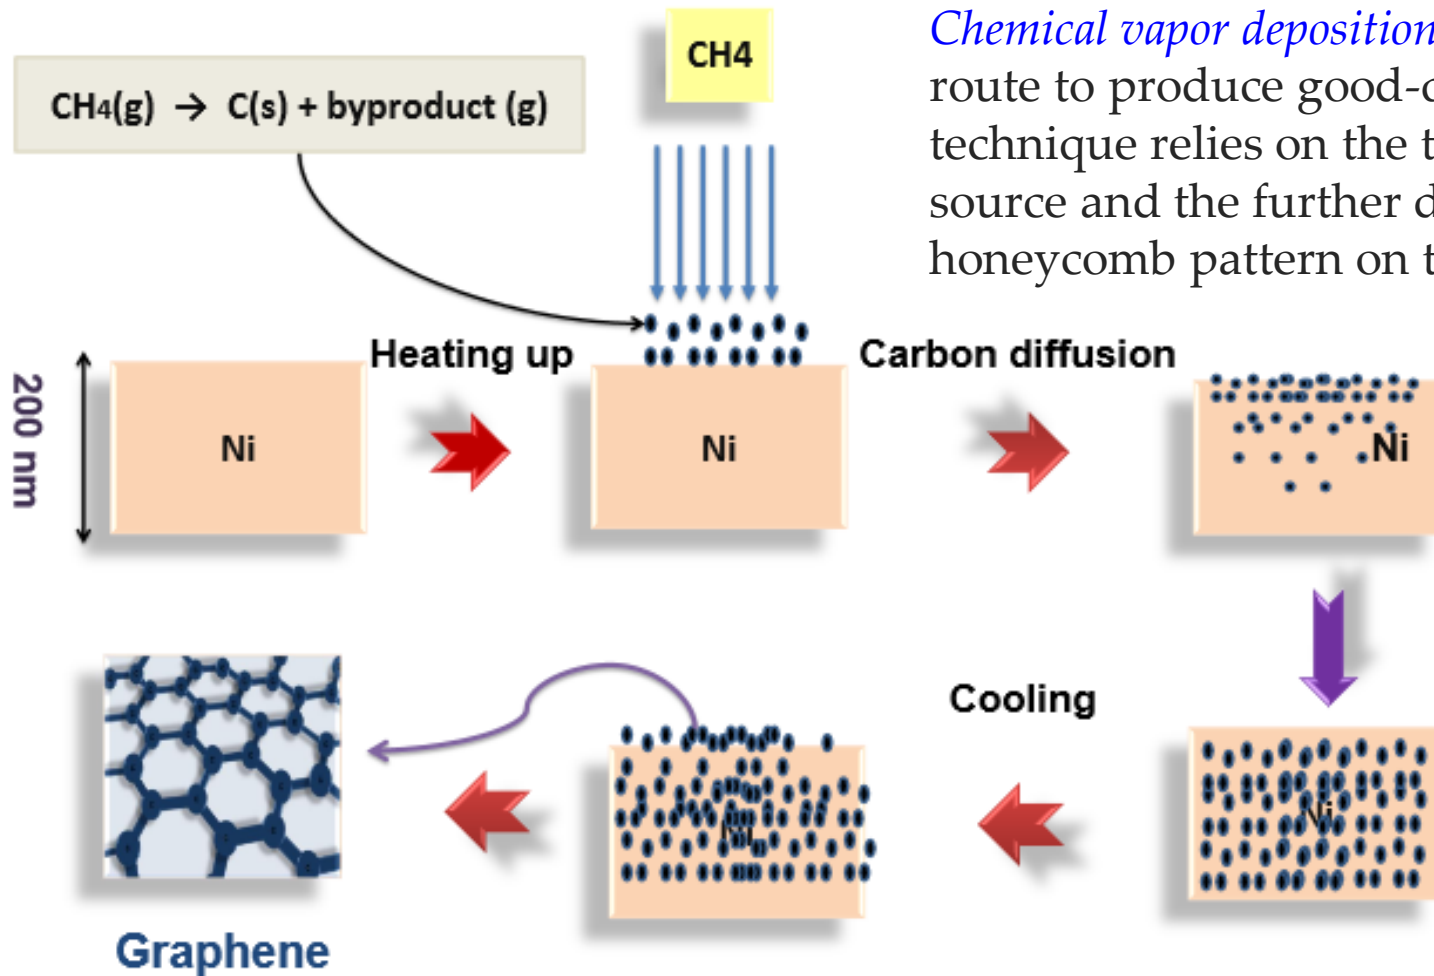 Chemical vapor deposition
route to produce good-
technique relies on the
source and the further
honeycomb pattern on
CH4
CH4(g) → C(s) + byproduct (g)
Heating up
Carbon diffusion
200 nm
Ni
Ni
Ni
Cooling
Ni
Ni
Graphene